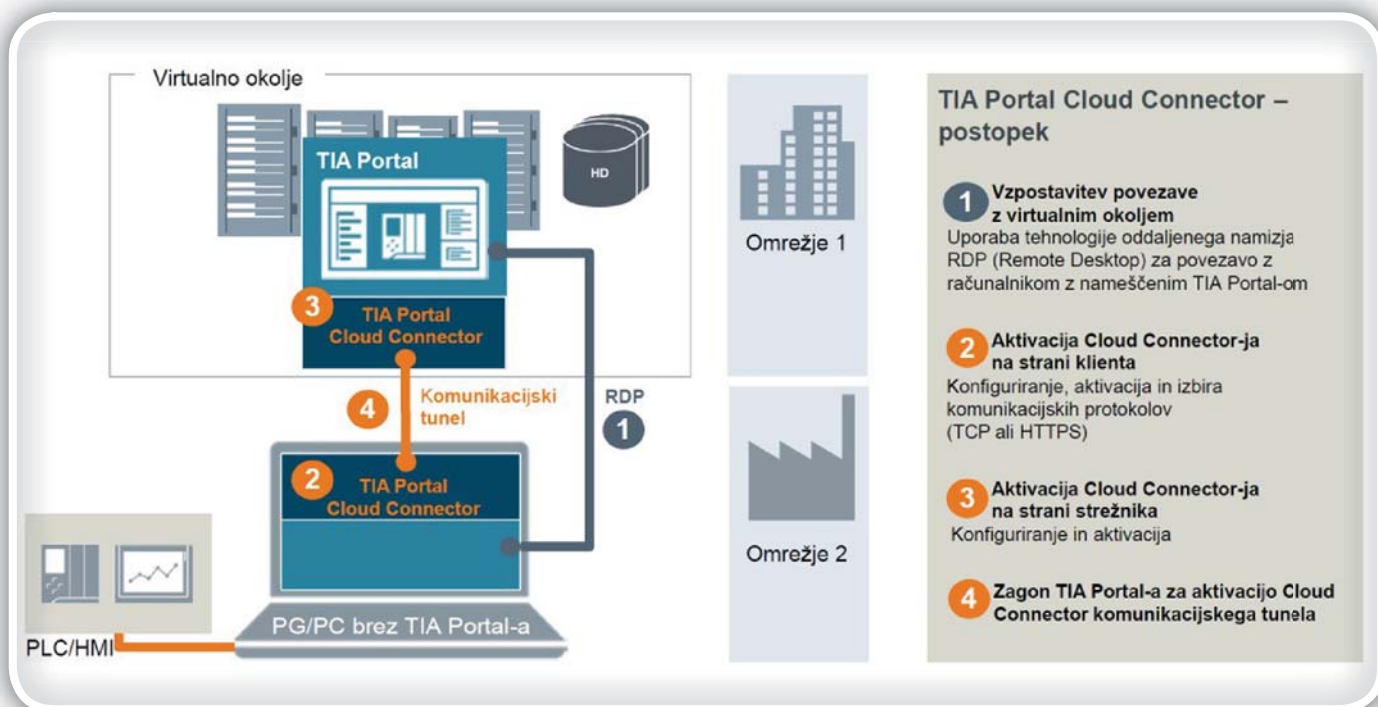 Virtualno okolje
TIA Portal
HD
3
TIA Portal
Cloud Connector
4
Komunikacijski
tunel
RDP
1
2
TIA Portal
Cloud Connector
PG/PC brez TIA Portal-a
PLC/HMI
Omrežje 1
Omrežje 2
TIA Portal Cloud Connector –
postopek
1
Vzpostavitev povezave
z virtualnim okoljem
Uporaba tehnologije oddaljenega namizja
RDP (Remote Desktop) za povezavo z
računalnikom z nameščenim TIA Portal-om
2
Aktivacija Cloud Connector-ja
na strani klienta
Konfiguriranje, aktivacija in izbira
komunikacijskih protokolov
(TCP ali HTTPS)
3
Aktivacija Cloud Connector-ja
na strani strežnika
Konfiguriranje in aktivacija
4
Zagon TIA Portal-a za aktivacijo Cloud
Connector komunikacijskega tunela